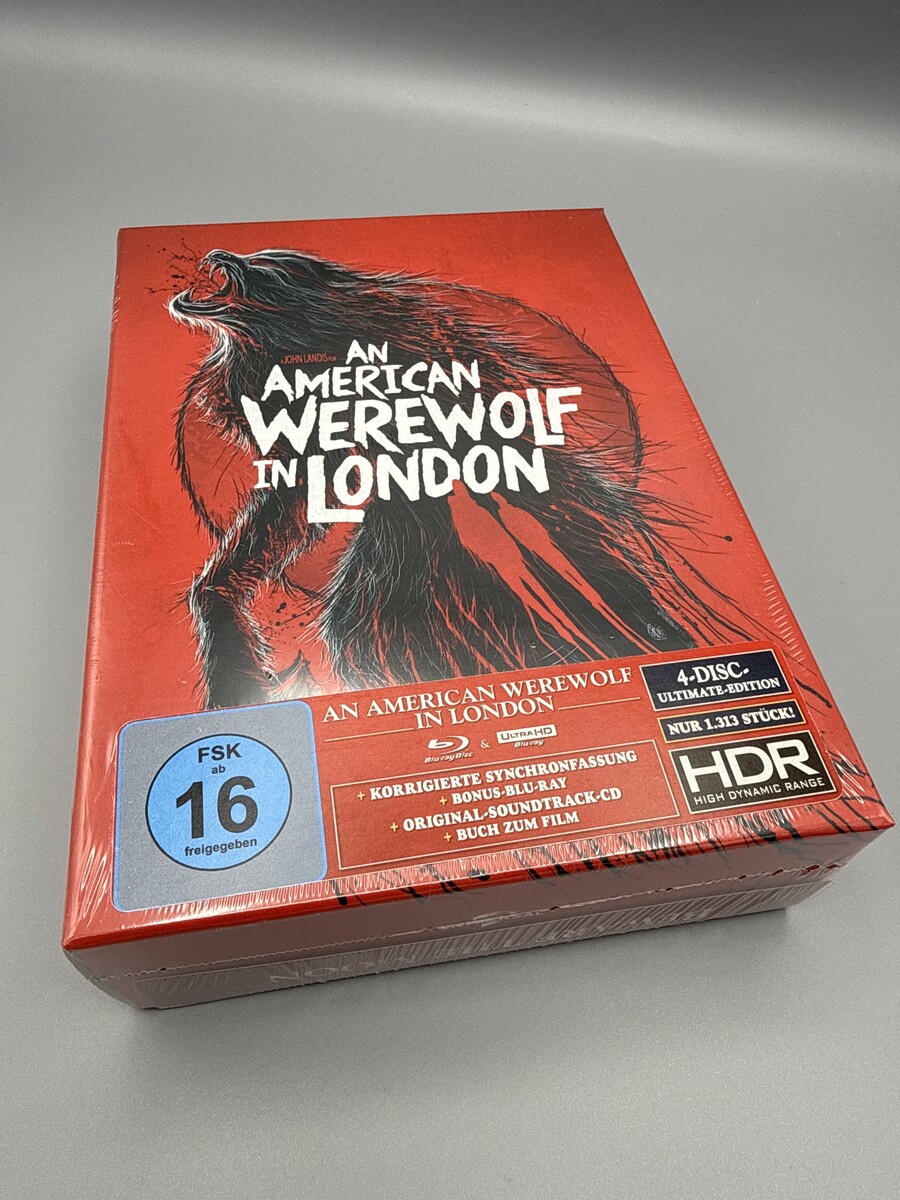 A JOHN LANDIS FILM
AN
AMERICAN
WEREWOLF
IN LONDON
AN AMERICAN WEREWOLF
IN LONDON
Blu-ray Disc & ULTRA HD Blu-ray
+ KORRIGIERTE SYNCHRONFASSUNG
+ BONUS-BLU-RAY
+ ORIGINAL-SOUNDTRACK-CD
+ BUCH ZUM FILM
4-DISC-
ULTIMATE-EDITION
NUR 1.313 STÜCK!
HDR
HIGH DYNAMIC RANGE
FSK
ab
16
freigegeben